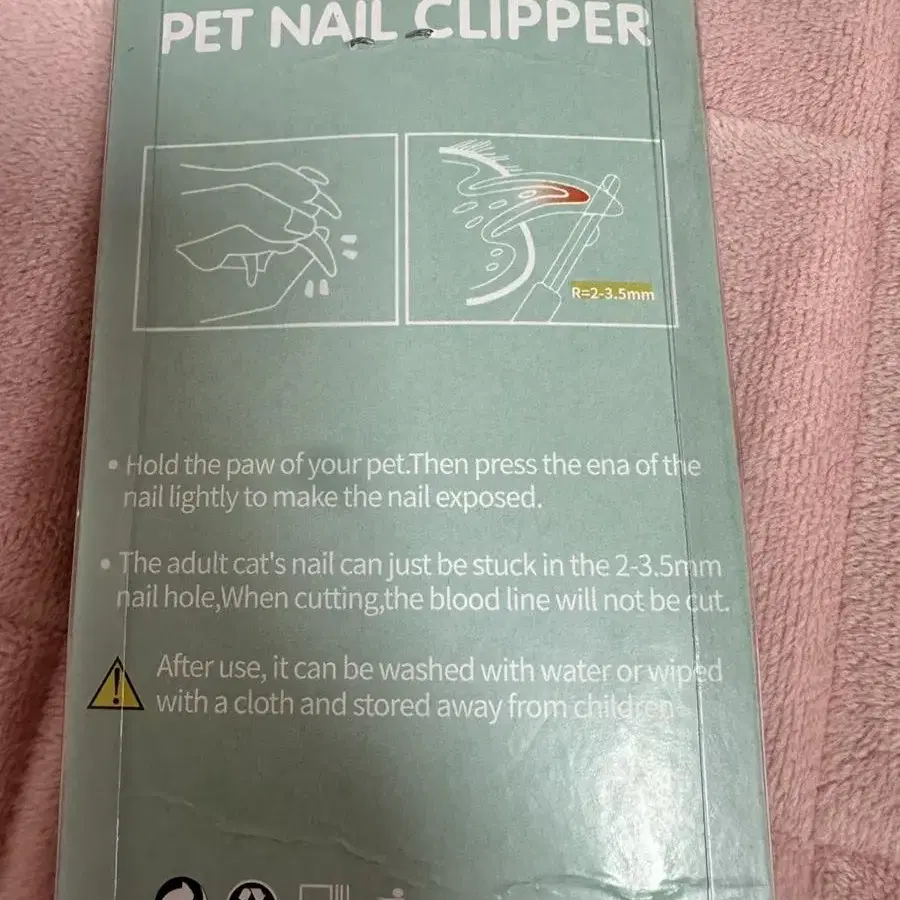 PET NAIL CLIPPER
R=2-3.5mm
• Hold the paw of your pet.Then press the ena of the
nail lightly to make the nail exposed.
• The adult cat's nail can just be stuck in the 2-3.5mm
nail hole,When cutting,the blood line will not be cut.
After use, it can be washed with water or wiped
with a cloth and stored away from children